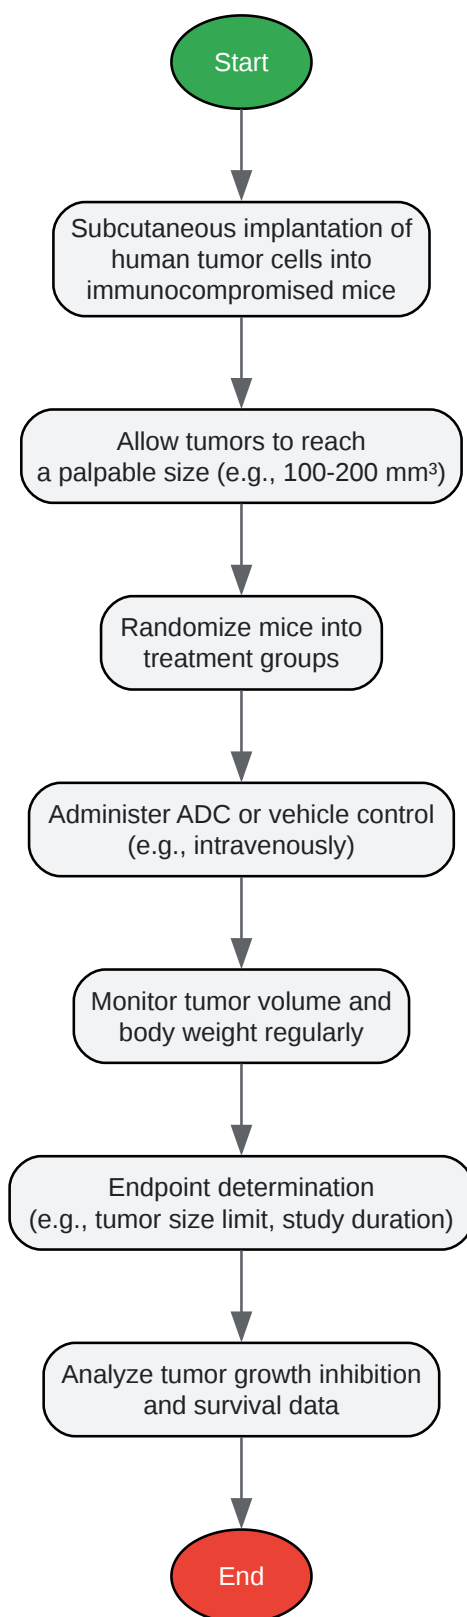 Start
Subcutaneous implantation of
human tumor cells into
immunocompromised mice
Allow tumors to reach
a palpable size (e.g., 100-200 mm³)
Randomize mice into
treatment groups
Administer ADC or vehicle control
(e.g., intravenously)
Monitor tumor volume and
body weight regularly
Endpoint determination
(e.g., tumor size limit, study duration)
Analyze tumor growth inhibition
and survival data
End